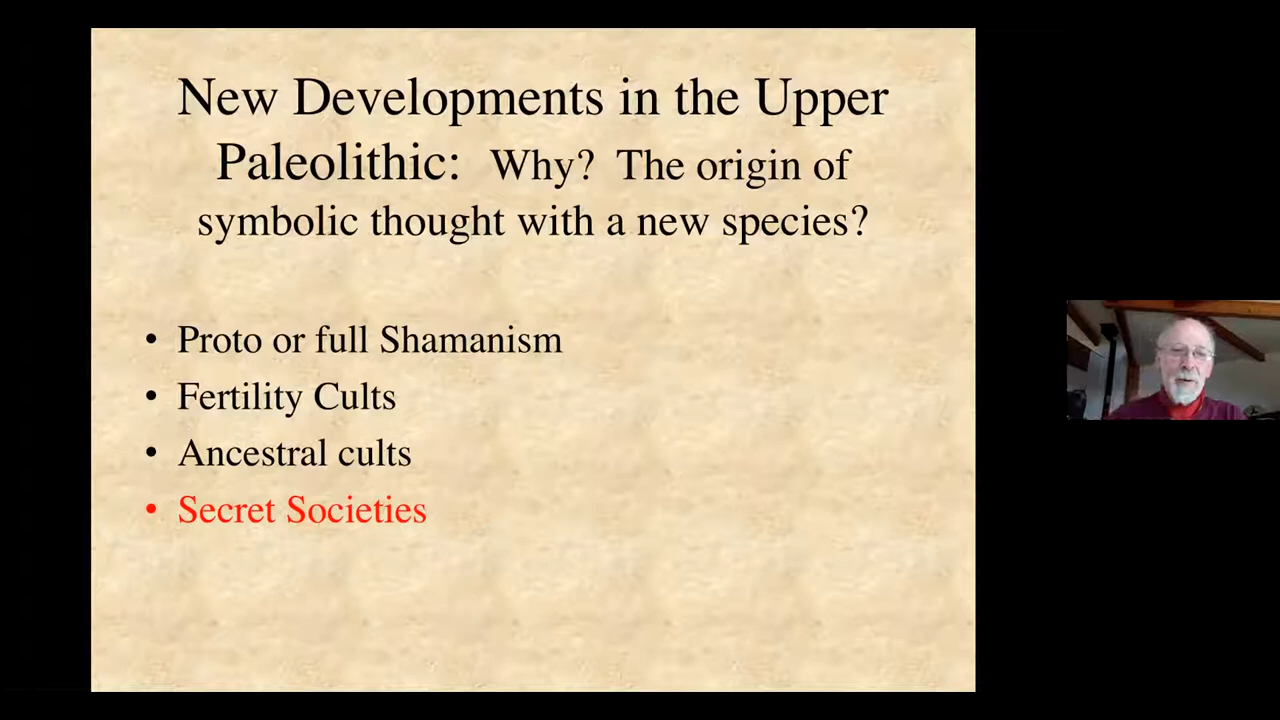 New Developments in the Upper
Paleolithic: Why? The origin of
symbolic thought with a new species?
• Proto or full Shamanism
• Fertility Cults
• Ancestral cults
• Secret Societies